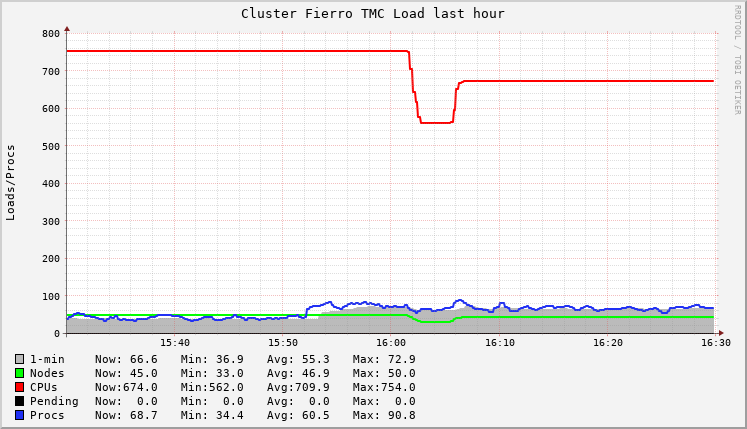 Cluster Fierro TMC Load last hour
RRDTOOL / TOBI OETIKER
Loads/Procs
800
700
600
500
400
300
200
100
0
15:40 15:50 16:00 16:10 16:20 16:30
1-min Now: 66.6 Min: 36.9 Avg: 55.3 Max: 72.9
Nodes Now: 45.0 Min: 33.0 Avg: 46.9 Max: 50.0
CPUs Now:674.0 Min:562.0 Avg:709.9 Max:754.0
Pending Now: 0.0 Min: 0.0 Avg: 0.0 Max: 0.0
Procs Now: 68.7 Min: 34.4 Avg: 60.5 Max: 90.8